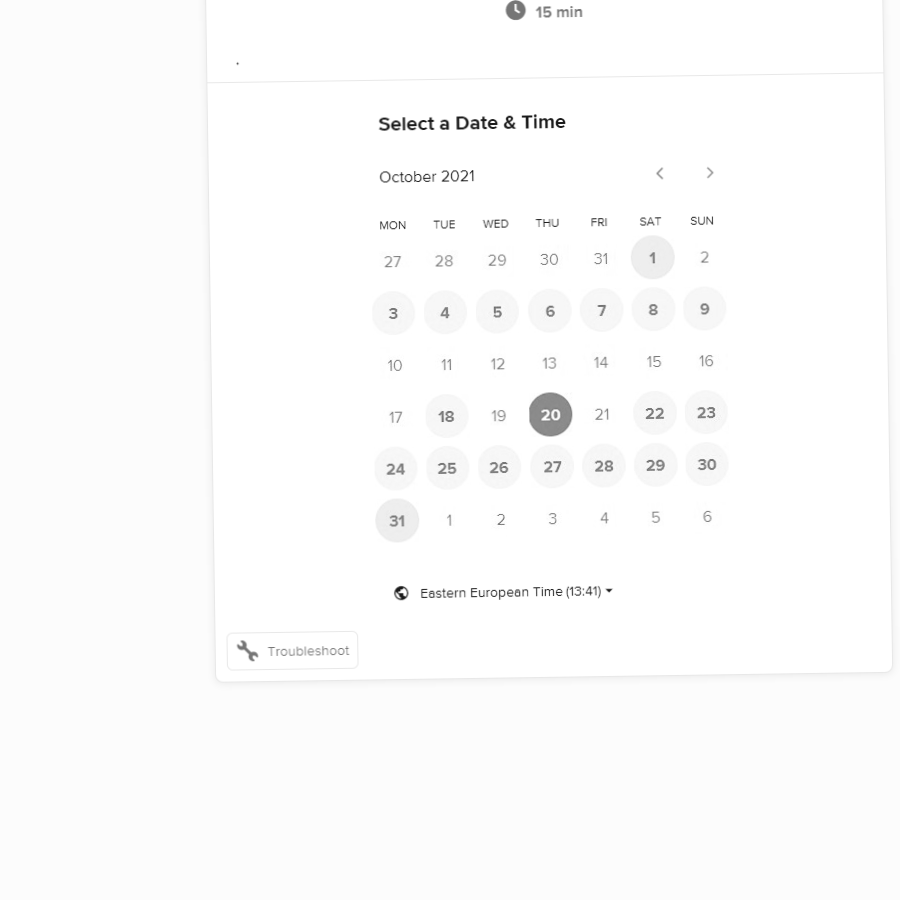 15 min
.
Select a Date & Time
October 2021
MON TUE WED THU FRI SAT SUN
27 28 29 30 31 1 2
3 4 5 6 7 8 9
10 11 12 13 14 15 16
17 18 19 20 21 22 23
24 25 26 27 28 29 30
31 1 2 3 4 5 6
Eastern European Time (13:41)
Troubleshoot